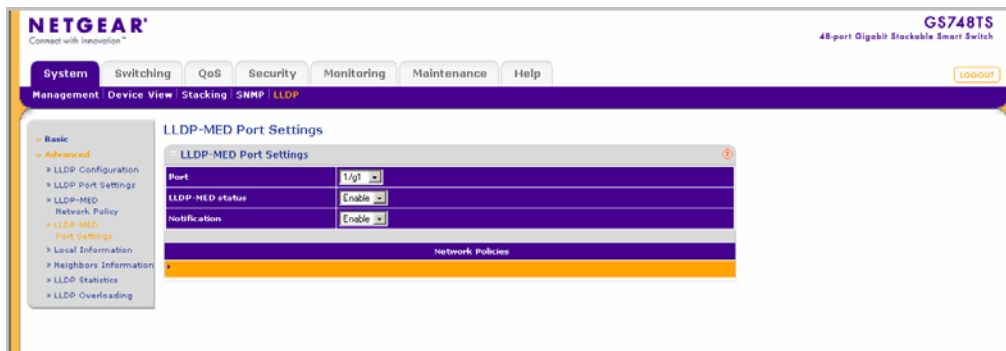 NETGEAR
Connect with Innovation™
GS748TS
48-port Gigabit Stackable Smart Switch
System Switching QoS Security Monitoring Maintenance Help
LOGOUT
Management Device View Stacking SNMP LLDP
Basic
Advanced
» LLDP Configuration
» LLDP Port Settings
» LLDP-MED
Network Policy
» LLDP-MED
Port Settings
» Local Information
» Neighbors Information
» LLDP Statistics
» LLDP Overloading
LLDP-MED Port Settings
LLDP-MED Port Settings
?
Port 1/g1
LLDP-MED status Enable
Notification Enable
Network Policies